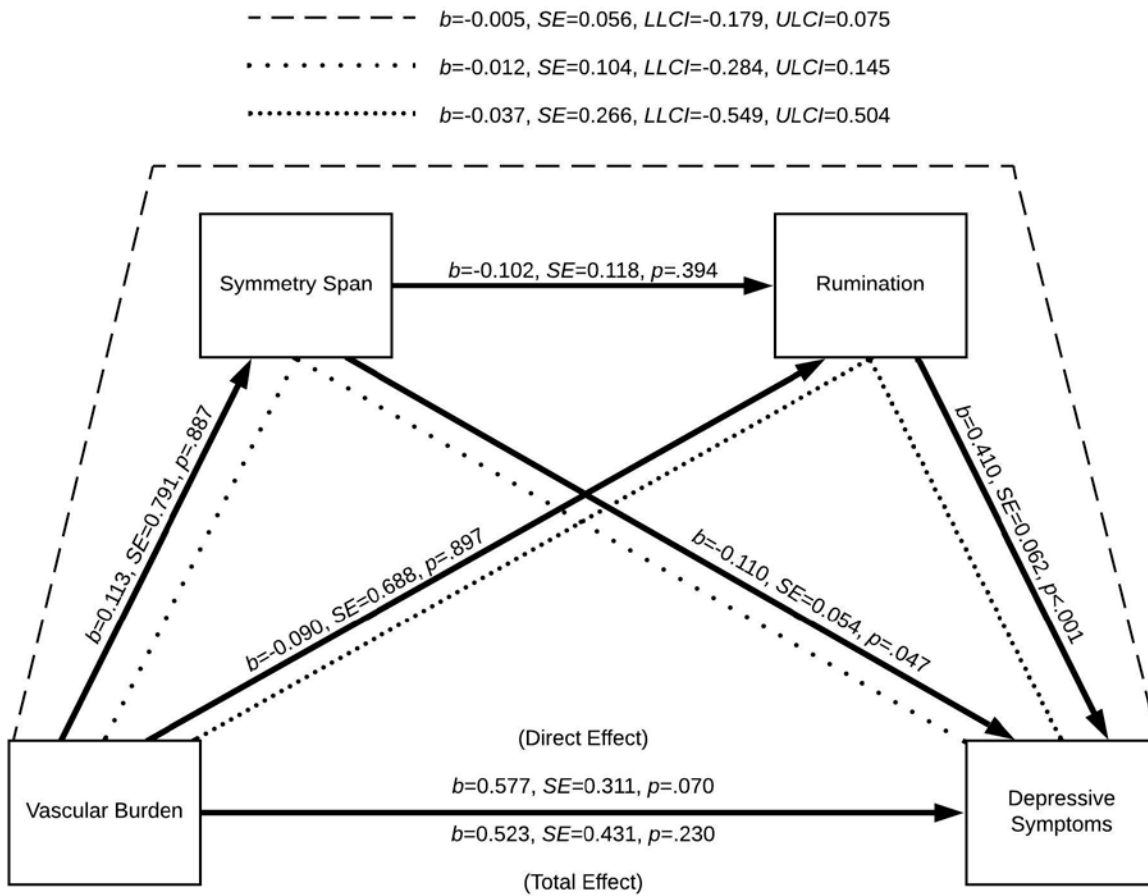 b=-0.005, SE=0.056, LLCI=-0.179, ULCI=0.075
b=-0.012, SE=0.104, LLCI=-0.284, ULCI=0.145
b=-0.037, SE=0.266, LLCI=-0.549, ULCI=0.504
Symmetry Span
b=-0.102, SE=0.118, p=.394
Rumination
b=0.113, SE=0.791, p=.887
b=-0.090, SE=0.688, p=.897
b=-0.110, SE=0.054, p=.047
b=0.410, SE=0.062, p<.001
(Direct Effect)
b=0.577, SE=0.311, p=.070
Vascular Burden
Depressive
Symptoms
b=0.523, SE=0.431, p=.230
(Total Effect)